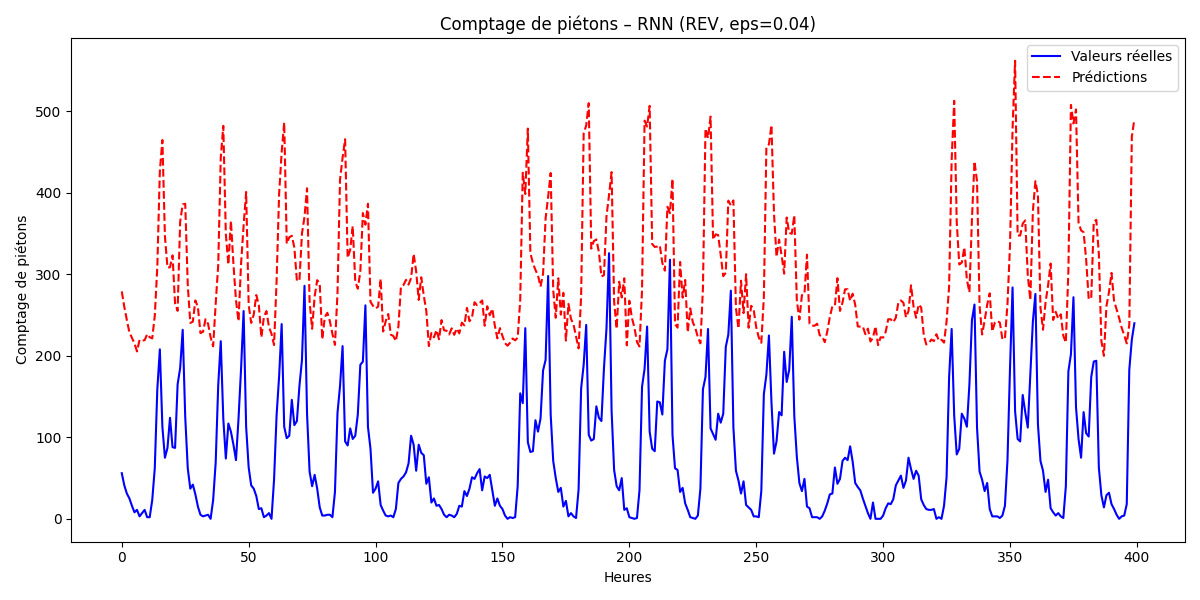 Comptage de piétons – RNN (REV, eps=0.04)
Valeurs réelles
Prédictions
Comptage de piétons
500
400
300
200
100
0
0 50 100 150 200 250 300 350 400
Heures